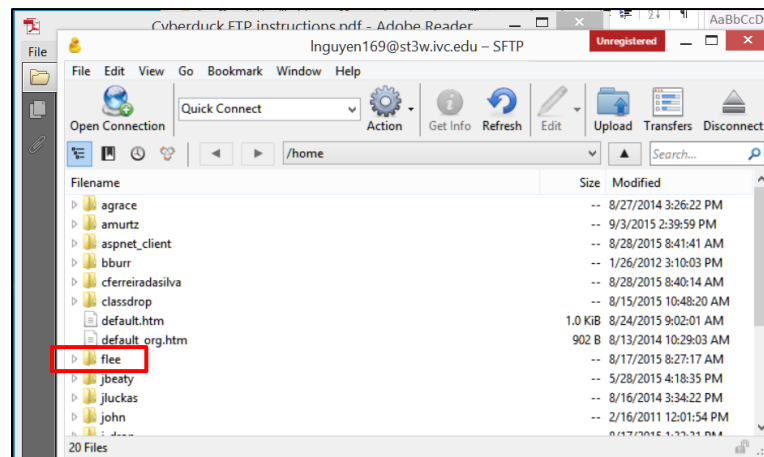 Cyberduck FTP instructions.pdf - Adobe Reader
AaBbCcD
File
lnguyen169@st3w.ivc.edu – SFTP
Unregistered
File Edit View Go Bookmark Window Help
Open Connection
Quick Connect
Action
Get Info
Refresh
Edit
Upload
Transfers
Disconnect
/home
Search...
Filename Size Modified
agrace -- 8/27/2014 3:26:22 PM
amurtz -- 9/3/2015 2:39:59 PM
aspnet_client -- 8/28/2015 8:41:41 AM
bburr -- 1/26/2012 3:10:03 PM
cferreiradasilva -- 8/28/2015 8:40:14 AM
classdrop -- 8/15/2015 10:48:20 AM
default.htm 1.0 KiB 8/24/2015 9:02:01 AM
default_org.htm 902 B 8/13/2014 10:29:03 AM
flee -- 8/17/2015 8:27:17 AM
jbeaty -- 5/28/2015 4:18:35 PM
jluckas -- 8/16/2014 3:34:22 PM
john -- 2/16/2011 12:01:54 PM
20 Files